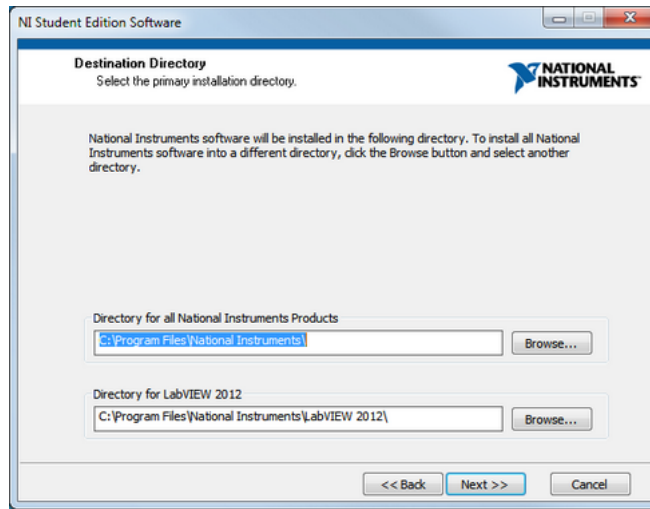 NI Student Edition Software
Destination Directory
Select the primary installation directory.
NATIONAL
INSTRUMENTS
National Instruments software will be installed in the following directory. To install all National
Instruments software into a different directory, click the Browse button and select another
directory.
Directory for all National Instruments Products
C:\Program Files\National Instruments\
Browse...
Directory for LabVIEW 2012
C:\Program Files\National Instruments\LabVIEW 2012\
Browse...
<< Back
Next >>
Cancel